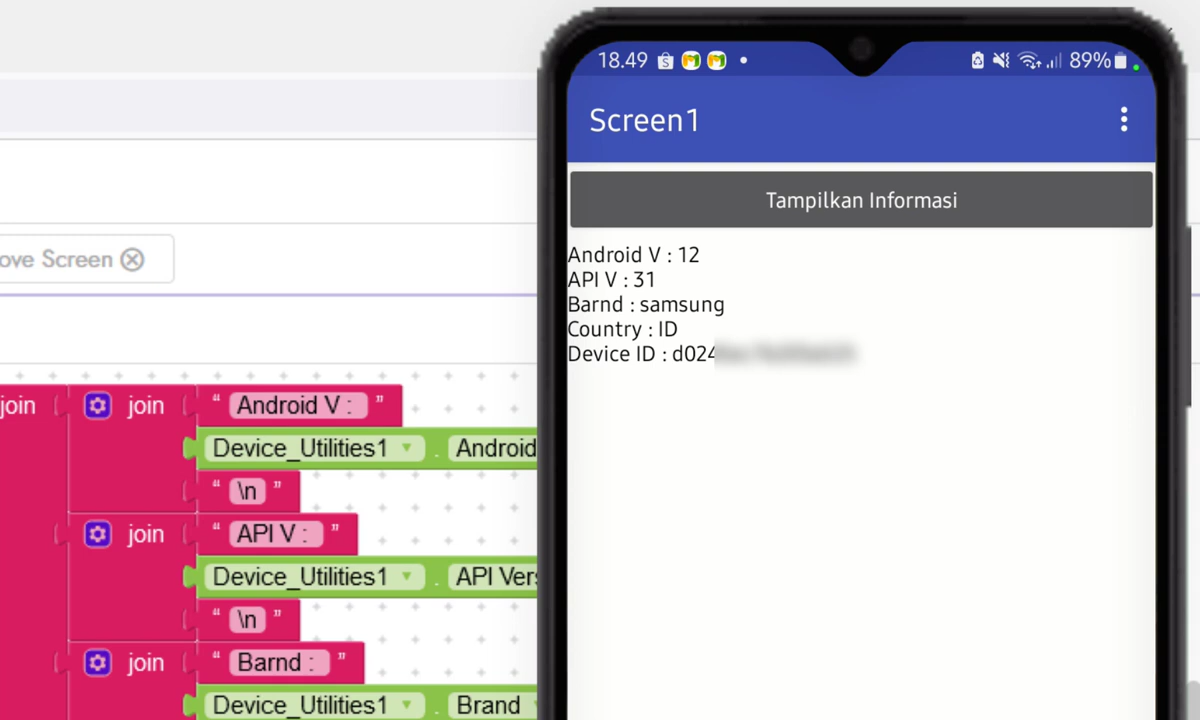 ove Screen
join
join
“ Android V : ”
Device_Utilities1 . Android
“ \n ”
join
“ API V : ”
Device_Utilities1 . API Vers
“ \n ”
join
“ Barnd : ”
Device_Utilities1 . Brand
18.49
89%
Screen1
Tampilkan Informasi
Android V : 12
API V : 31
Barnd : samsung
Country : ID
Device ID : d024